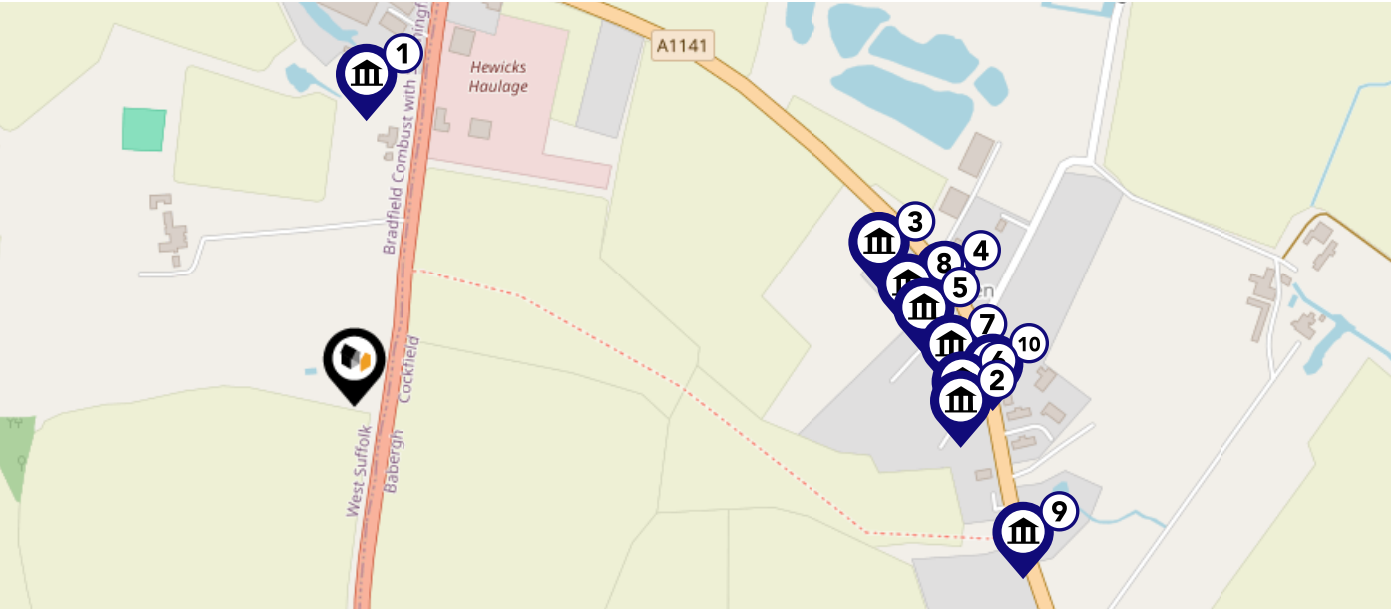 1
A1141
Hewicks
Haulage
Bradfield Combust with
3
4
8
5
en
7
10
6
2
Cockfield
West Suffolk
Babergh
9